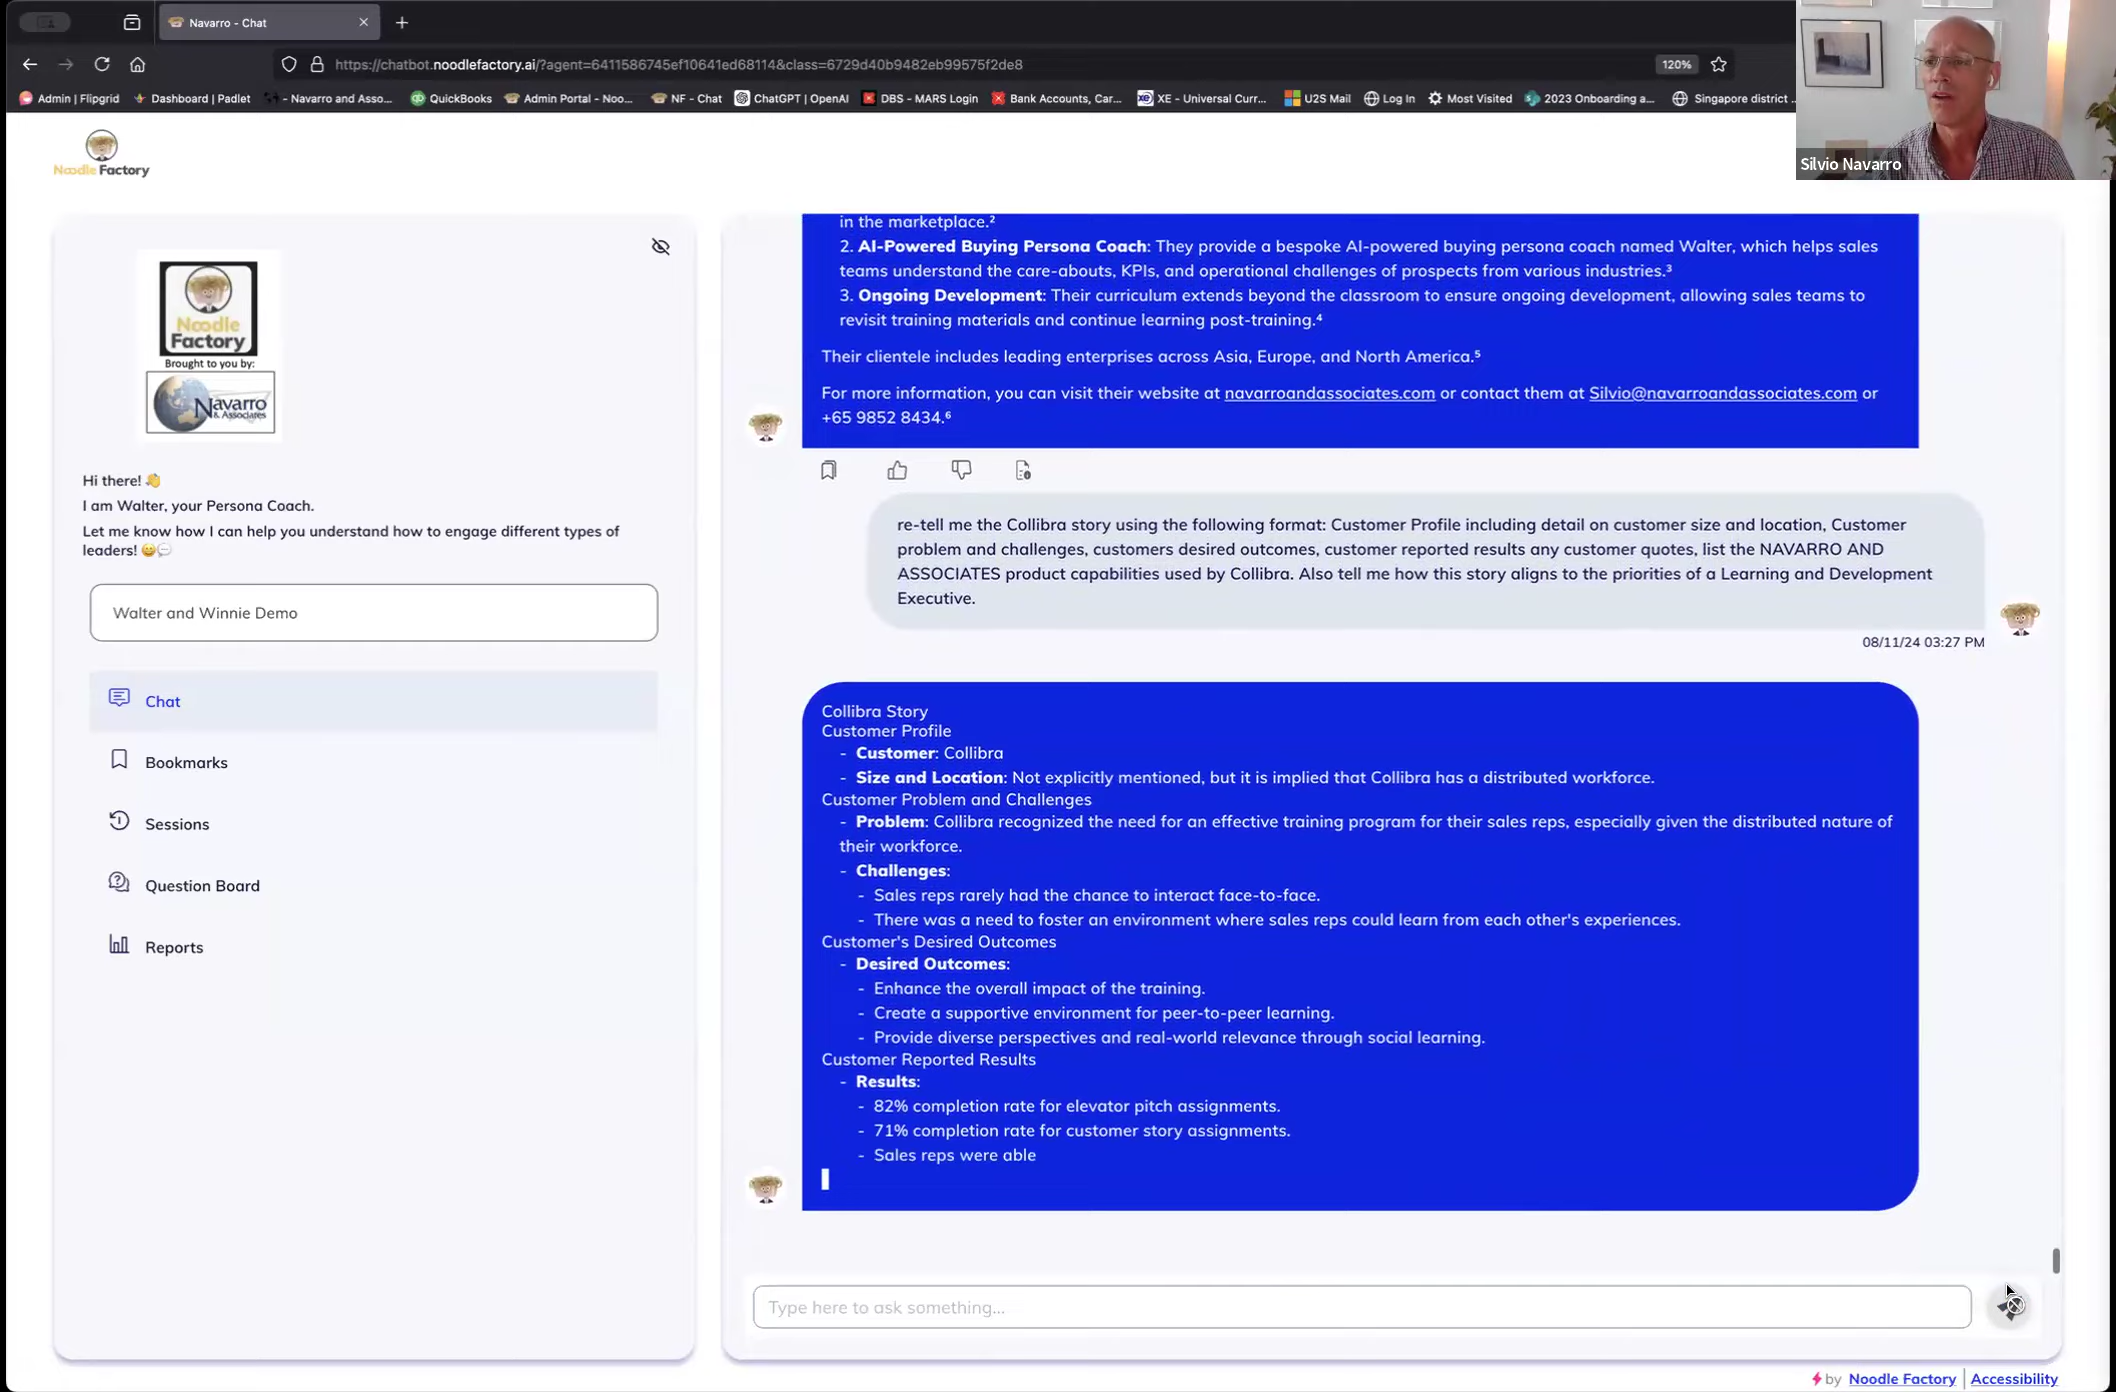 Navarro - Chat
https://chatbot.noodlefactory.ai/?agent=6411586745ef10641ed68114&class=6729d40b9482eb99575f2de8
120%
Admin | Flipgrid
Dashboard | Padlet
- Navarro and Asso...
QuickBooks
Admin Portal - Noo...
NF - Chat
ChatGPT | OpenAI
DBS - MARS Login
Bank Accounts, Car...
XE - Universal Curr...
U2S Mail
Log In
Most Visited
2023 Onboarding a...
Singapore district ...
Silvio Navarro
Noodle Factory
Noodle
Factory
Brought to you by:
Navarro
& Associates
Hi there! 👋
I am Walter, your Persona Coach.
Let me know how I can help you understand how to engage different types of
leaders! 😀💬
Walter and Winnie Demo
Chat
Bookmarks
Sessions
Question Board
Reports
in the marketplace.²
2. AI-Powered Buying Persona Coach: They provide a bespoke AI-powered buying persona coach named Walter, which helps sales
teams understand the care-abouts, KPIs, and operational challenges of prospects from various industries.³
3. Ongoing Development: Their curriculum extends beyond the classroom to ensure ongoing development, allowing sales teams to
revisit training materials and continue learning post-training.⁴
Their clientele includes leading enterprises across Asia, Europe, and North America.⁵
For more information, you can visit their website at navarroandassociates.com or contact them at Silvio@navarroandassociates.com or
+65 9852 8434.⁶
re-tell me the Collibra story using the following format: Customer Profile including detail on customer size and location, Customer
problem and challenges, customers desired outcomes, customer reported results any customer quotes, list the NAVARRO AND
ASSOCIATES product capabilities used by Collibra. Also tell me how this story aligns to the priorities of a Learning and Development
Executive.
08/11/24 03:27 PM
Collibra Story
Customer Profile
- Customer: Collibra
- Size and Location: Not explicitly mentioned, but it is implied that Collibra has a distributed workforce.
Customer Problem and Challenges
- Problem: Collibra recognized the need for an effective training program for their sales reps, especially given the distributed nature of
their workforce.
- Challenges:
- Sales reps rarely had the chance to interact face-to-face.
- There was a need to foster an environment where sales reps could learn from each other's experiences.
Customer's Desired Outcomes
- Desired Outcomes:
- Enhance the overall impact of the training.
- Create a supportive environment for peer-to-peer learning.
- Provide diverse perspectives and real-world relevance through social learning.
Customer Reported Results
- Results:
- 82% completion rate for elevator pitch assignments.
- 71% completion rate for customer story assignments.
- Sales reps were able
Type here to ask something...
by Noodle Factory | Accessibility